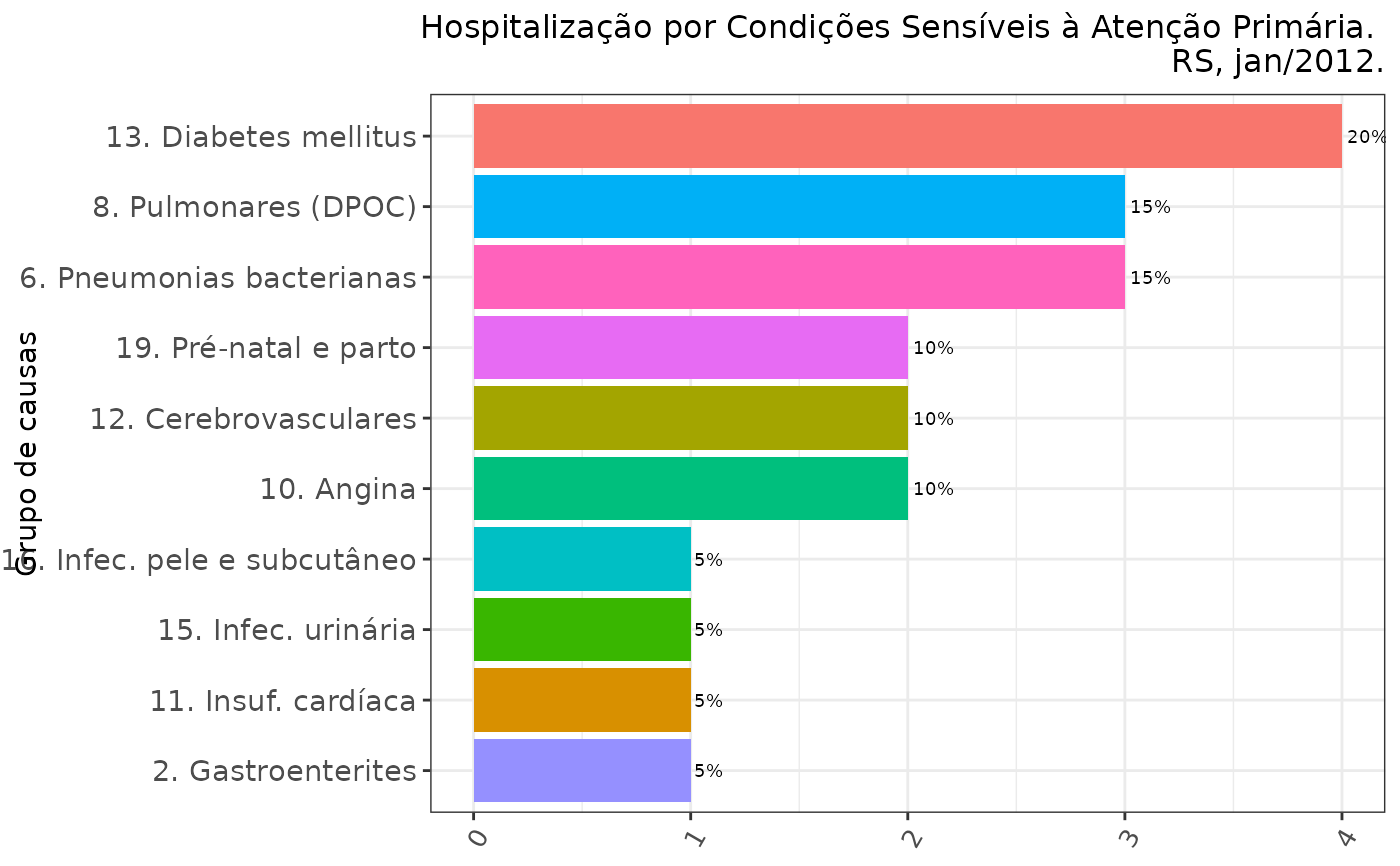 Hospitalização por Condições Sensíveis à Atenção Primária.
RS, jan/2012.
Grupo de causas
13. Diabetes mellitus
20%
8. Pulmonares (DPOC)
15%
6. Pneumonias bacterianas
15%
19. Pré-natal e parto
10%
12. Cerebrovasculares
10%
10. Angina
10%
16. Infec. pele e subcutâneo
5%
15. Infec. urinária
5%
11. Insuf. cardíaca
5%
2. Gastroenterites
5%
0
1
2
3
4